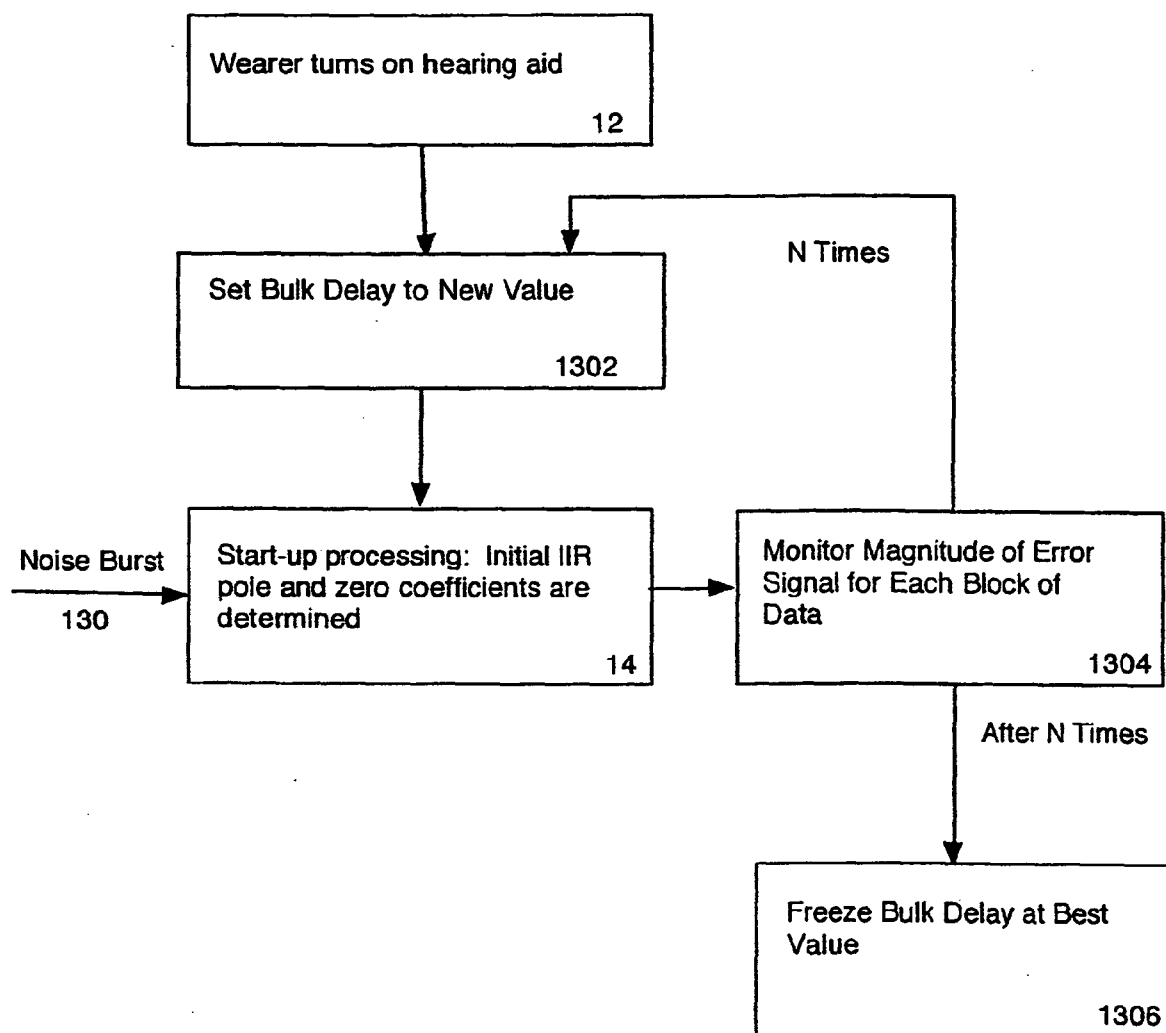 Wearer turns on hearing aid
12
N Times
Set Bulk Delay to New Value
1302
Noise Burst
130
Start-up processing: Initial IIR
pole and zero coefficients are
determined
14
Monitor Magnitude of Error
Signal for Each Block of
Data
1304
After N Times
Freeze Bulk Delay at Best
Value
1306